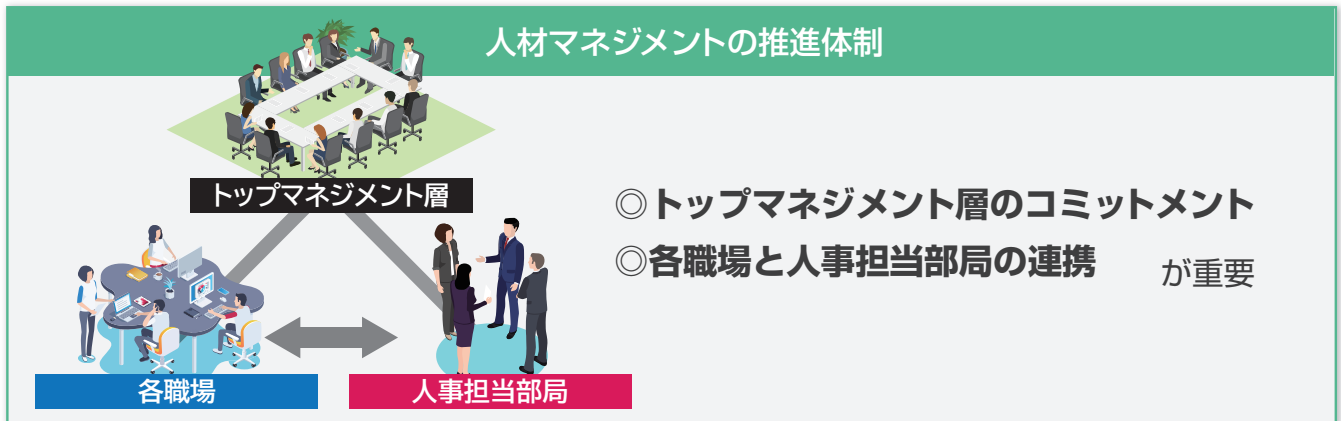 人材マネジメントの推進体制
トップマネジメント層
◎トップマネジメント層のコミットメント
◎各職場と人事担当部局の連携 が重要
各職場
人事担当部局